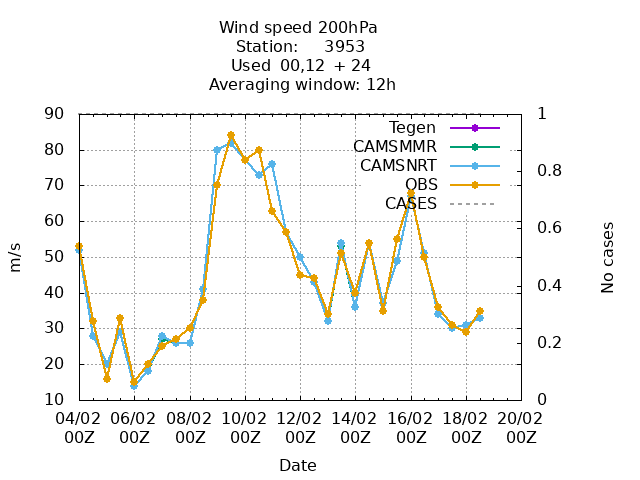 Wind speed 200hPa
Station: 3953
Used 00,12 + 24
Averaging window: 12h
90 1
Tegen
CAMSMMR
80
CAMSNRT
0.8
70
OBS
CASES
60 0.6
m/s
50
No cases
40 0.4
30
0.2
20
10 0
04/02 06/02 08/02 10/02 12/02 14/02 16/02 18/02 20/02
00Z 00Z 00Z 00Z 00Z 00Z 00Z 00Z 00Z
Date